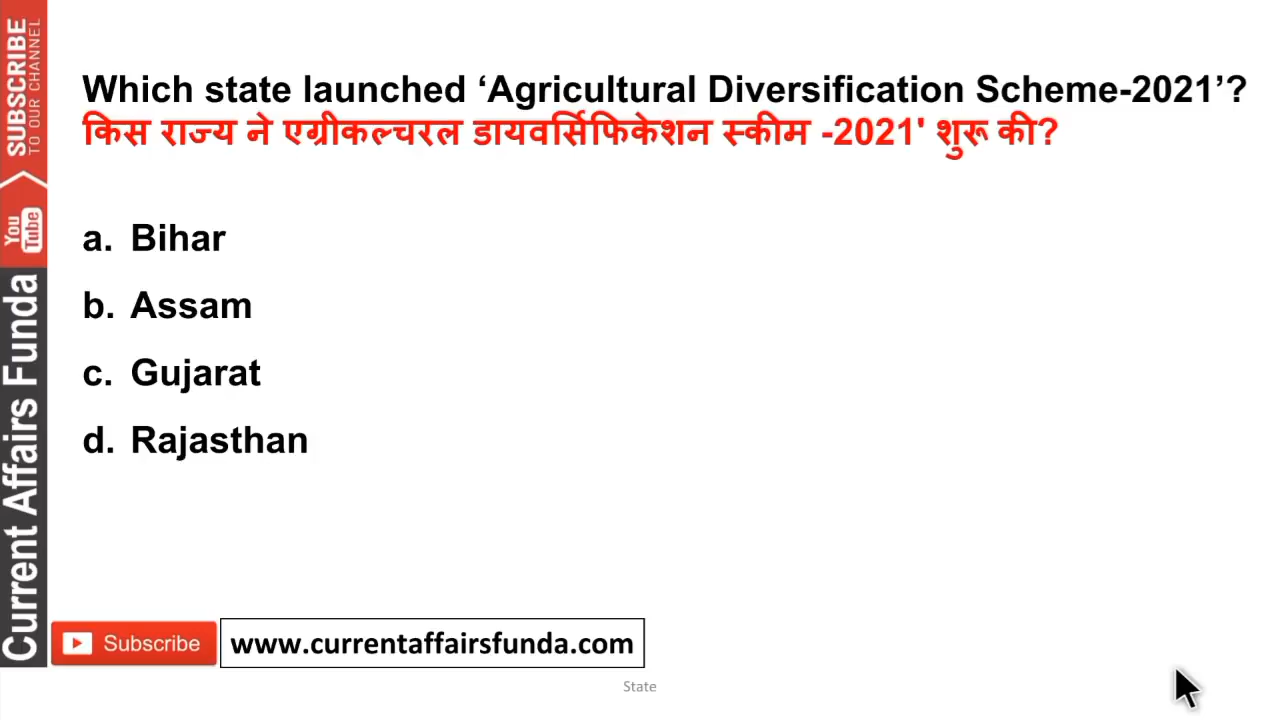 Which state launched ‘Agricultural Diversification Scheme-2021’?
किस राज्य ने एग्रीकल्चरल डायवर्सिफिकेशन स्कीम -2021' शुरू की?
a. Bihar
b. Assam
c. Gujarat
d. Rajasthan
SUBSCRIBE
TO OUR CHANNEL
You
Tube
Current Affairs Funda
Subscribe
www.currentaffairsfunda.com
State